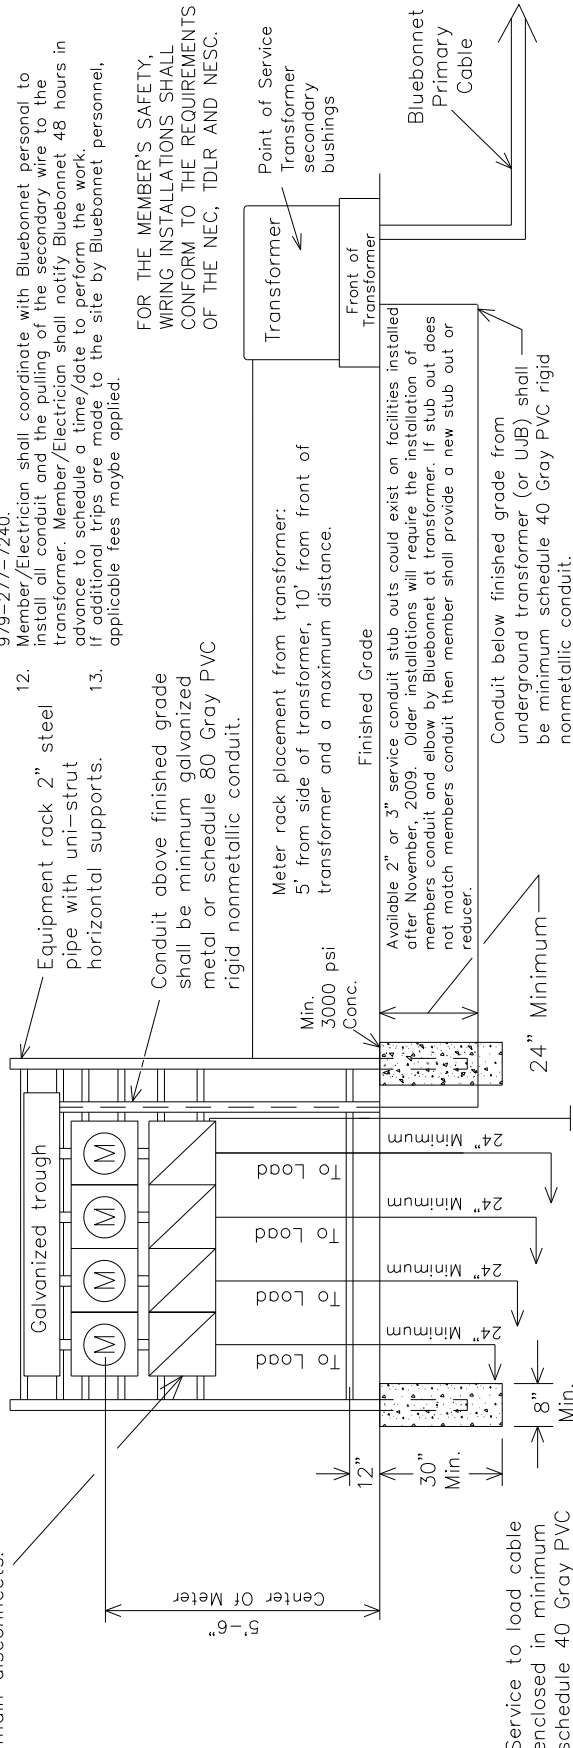 main disconnects.
979-277-7240.
12. Member/Electrician shall coordinate with Bluebonnet personal to
install all conduit and the pulling of the secondary wire to the
transformer. Member/Electrician shall notify Bluebonnet 48 hours in
advance to schedule a time/date to perform the work.
13. If additional trips are made to the site by Bluebonnet personnel,
applicable fees maybe applied.
FOR THE MEMBER'S SAFETY,
WIRING INSTALLATIONS SHALL
CONFORM TO THE REQUIREMENTS
OF THE NEC, TDLR AND NESC.
Equipment rack 2" steel
pipe with uni-strut
horizontal supports.
Conduit above finished grade
shall be minimum galvanized
metal or schedule 80 Gray PVC
rigid nonmetallic conduit.
Galvanized trough
M
M
M
M
Transformer
Front of
Transformer
Point of Service
Transformer
secondary
bushings
Bluebonnet
Primary
Cable
Meter rack placement from transformer:
5' from side of transformer, 10' from front of
transformer and a maximum distance.
Finished Grade
Min.
3000 psi
Conc.
Available 2" or 3" service conduit stub outs could exist on facilities installed
after November, 2009. Older installations will require the installation of
members conduit and elbow by Bluebonnet at transformer. If stub out does
not match members conduit then member shall provide a new stub out or
reducer.
Conduit below finished grade from
underground transformer (or UJB) shall
be minimum schedule 40 Gray PVC rigid
nonmetallic conduit.
24" Minimum
To Load
To Load
To Load
To Load
24" Minimum
24" Minimum
24" Minimum
24" Minimum
5'-6"
Center Of Meter
12"
30"
Min.
8"
Min.
Service to load cable
enclosed in minimum
schedule 40 Gray PVC